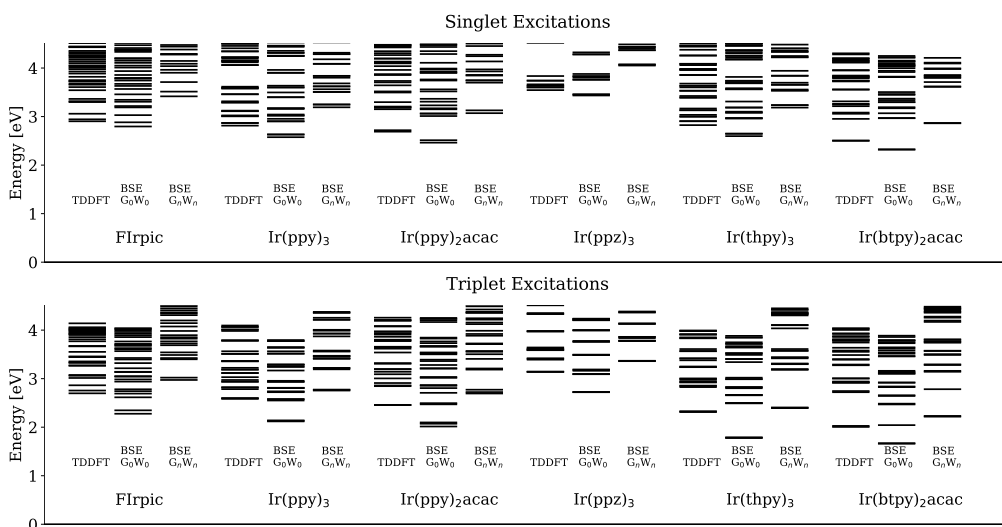 Singlet Excitations
Energy [eV]
4
3
2
1
0
TDDFT BSE G₀W₀ BSE GₙWₙ TDDFT BSE G₀W₀ BSE GₙWₙ TDDFT BSE G₀W₀ BSE GₙWₙ TDDFT BSE G₀W₀ BSE GₙWₙ TDDFT BSE G₀W₀ BSE GₙWₙ TDDFT BSE G₀W₀ BSE GₙWₙ
FIrpic Ir(ppy)₃ Ir(ppy)₂acac Ir(ppz)₃ Ir(thpy)₃ Ir(btpy)₂acac
Triplet Excitations
Energy [eV]
4
3
2
1
0
TDDFT BSE G₀W₀ BSE GₙWₙ TDDFT BSE G₀W₀ BSE GₙWₙ TDDFT BSE G₀W₀ BSE GₙWₙ TDDFT BSE G₀W₀ BSE GₙWₙ TDDFT BSE G₀W₀ BSE GₙWₙ TDDFT BSE G₀W₀ BSE GₙWₙ
FIrpic Ir(ppy)₃ Ir(ppy)₂acac Ir(ppz)₃ Ir(thpy)₃ Ir(btpy)₂acac